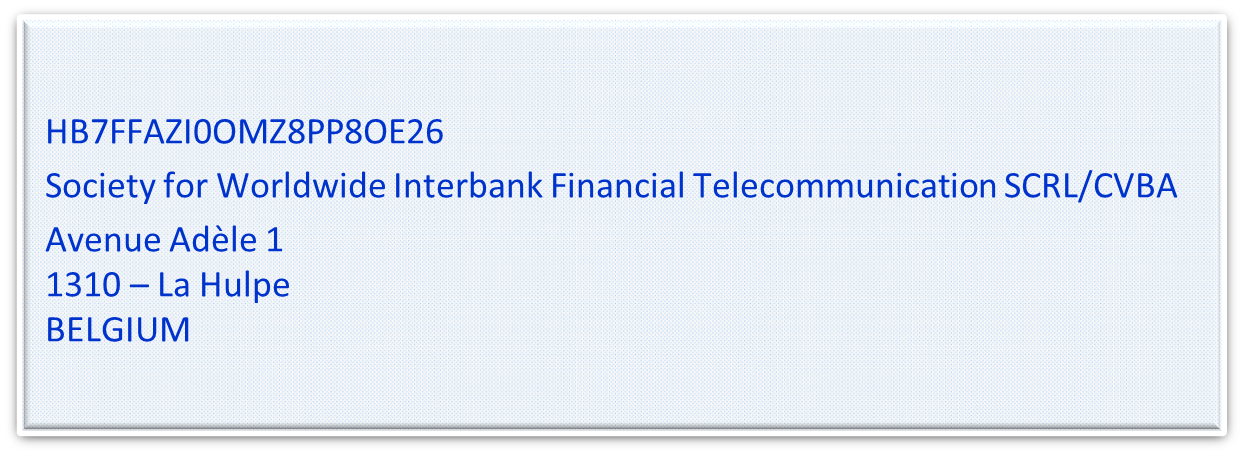 HB7FFAZI0OMZ8PP8OE26
Society for Worldwide Interbank Financial Telecommunication SCRL/CVBA
Avenue Adèle 1
1310 – La Hulpe
BELGIUM